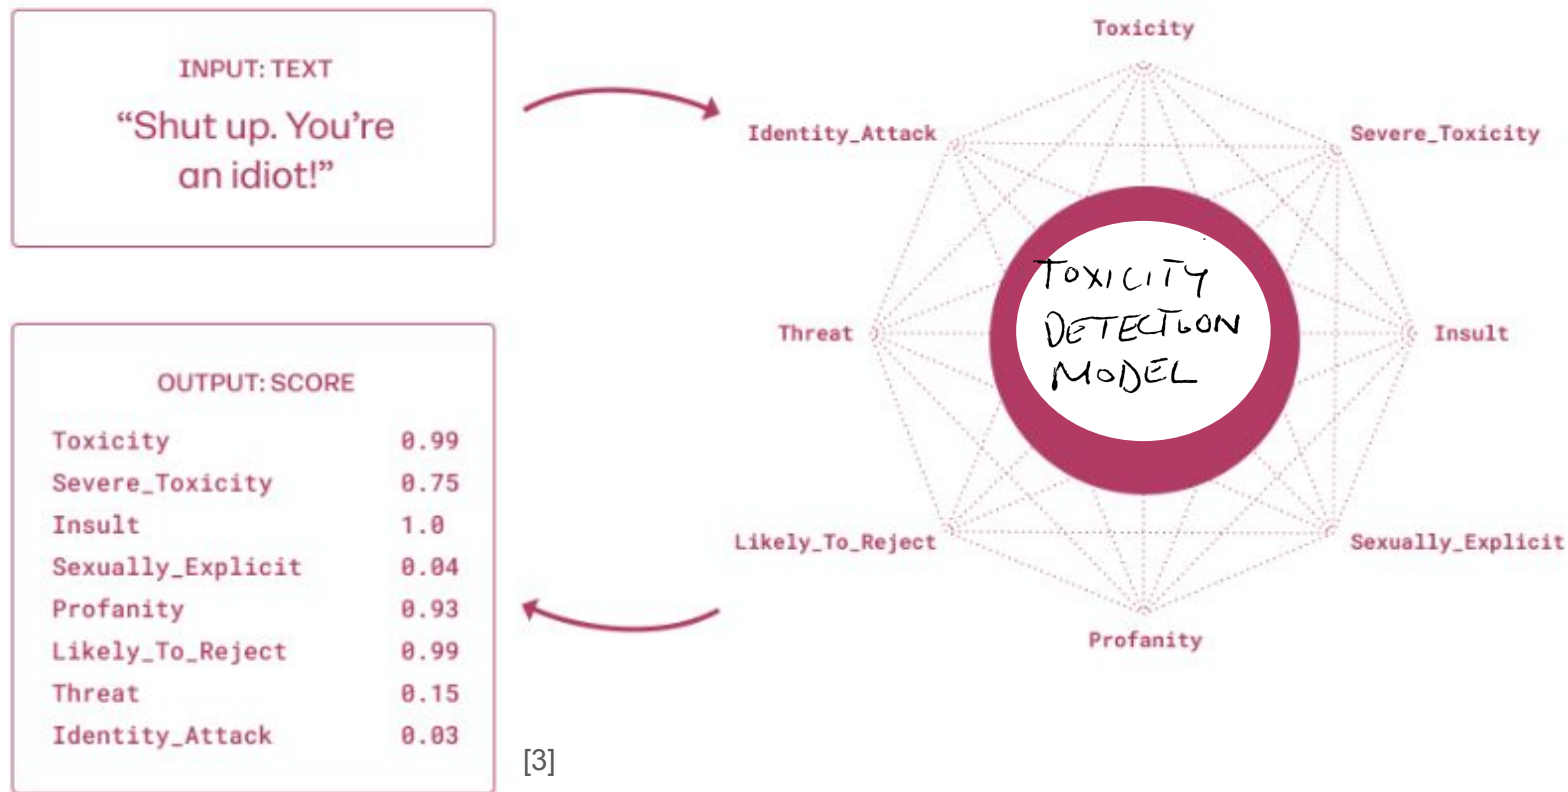 INPUT: TEXT
“Shut up. You’re
an idiot!”
OUTPUT: SCORE
Toxicity 0.99
Severe_Toxicity 0.75
Insult 1.0
Sexually_Explicit 0.04
Profanity 0.93
Likely_To_Reject 0.99
Threat 0.15
Identity_Attack 0.03
[3]
Toxicity
Identity_Attack
Severe_Toxicity
Threat
TOXICITY
DETECTION
MODEL
Insult
Likely_To_Reject
Sexually_Explicit
Profanity